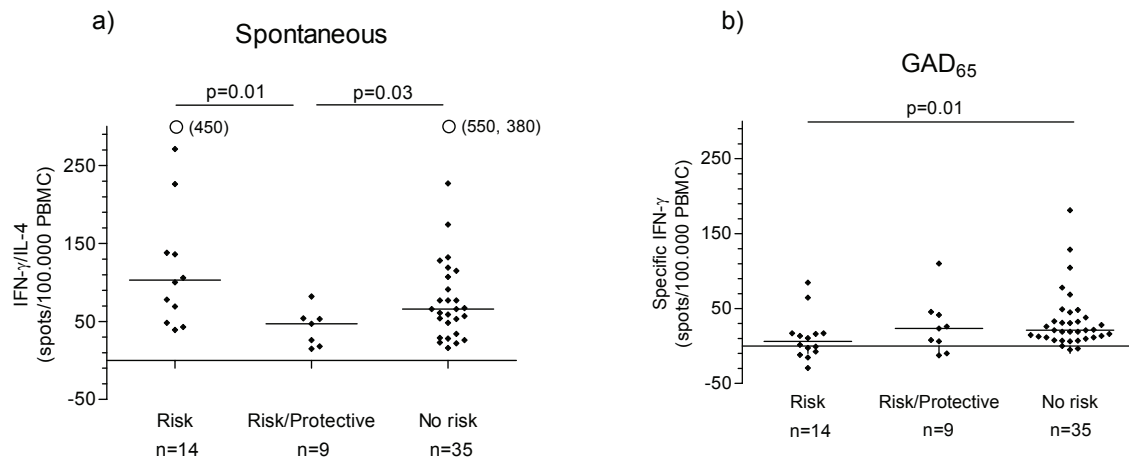 a)
Spontaneous
p=0.01
p=0.03
(450)
(550, 380)
250
150
50
-50
IFN-γ/IL-4
(spots/100.000 PBMC)
Risk
Risk/Protective
No risk
n=14
n=9
n=35
b)
GAD₆₅
p=0.01
250
150
50
-50
Specific IFN-γ
(spots/100.000 PBMC)
Risk
Risk/Protective
No risk
n=14
n=9
n=35